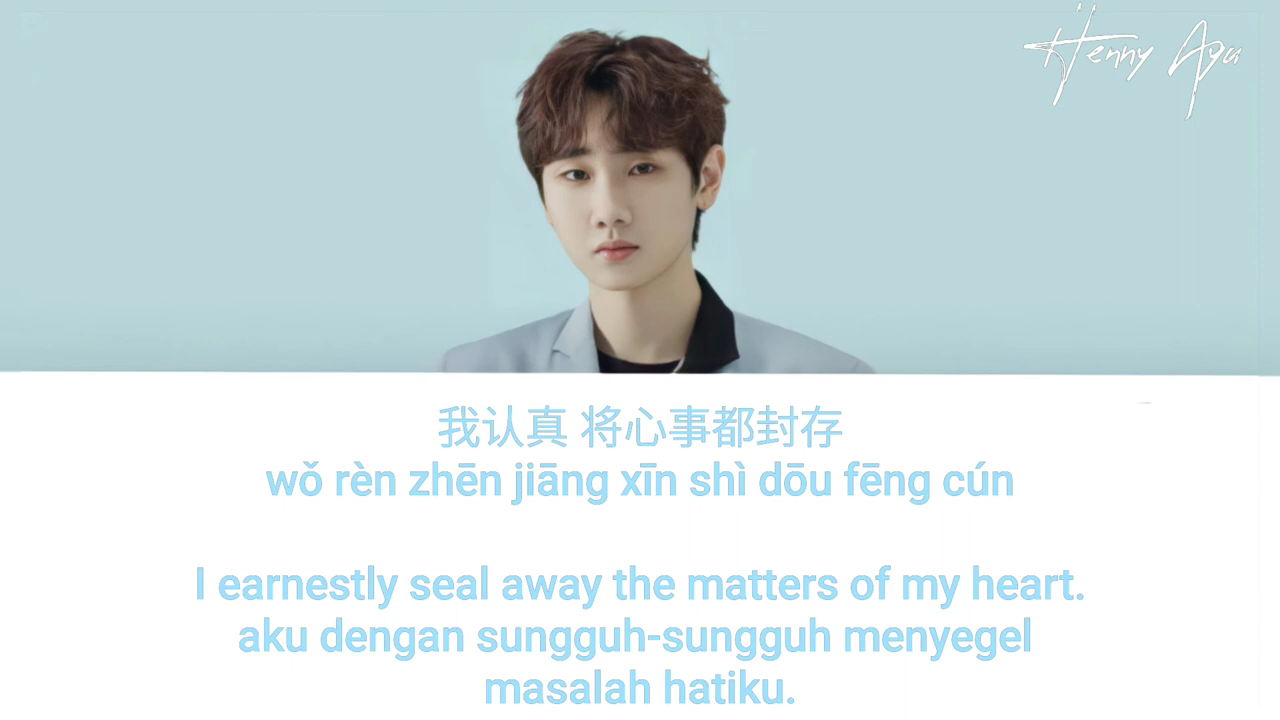 Henny Ayu
我认真 将心事都封存
wǒ rèn zhēn jiāng xīn shì dōu fēng cún
I earnestly seal away the matters of my heart.
aku dengan sungguh-sungguh menyegel
masalah hatiku.